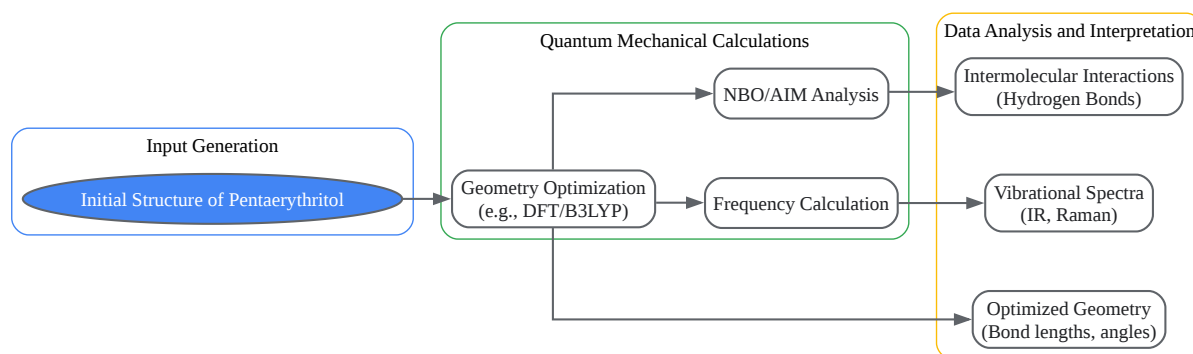 Input Generation
Initial Structure of Pentaerythritol
Quantum Mechanical Calculations
NBO/AIM Analysis
Geometry Optimization
(e.g., DFT/B3LYP)
Frequency Calculation
Data Analysis and Interpretation
Intermolecular Interactions
(Hydrogen Bonds)
Vibrational Spectra
(IR, Raman)
Optimized Geometry
(Bond lengths, angles)